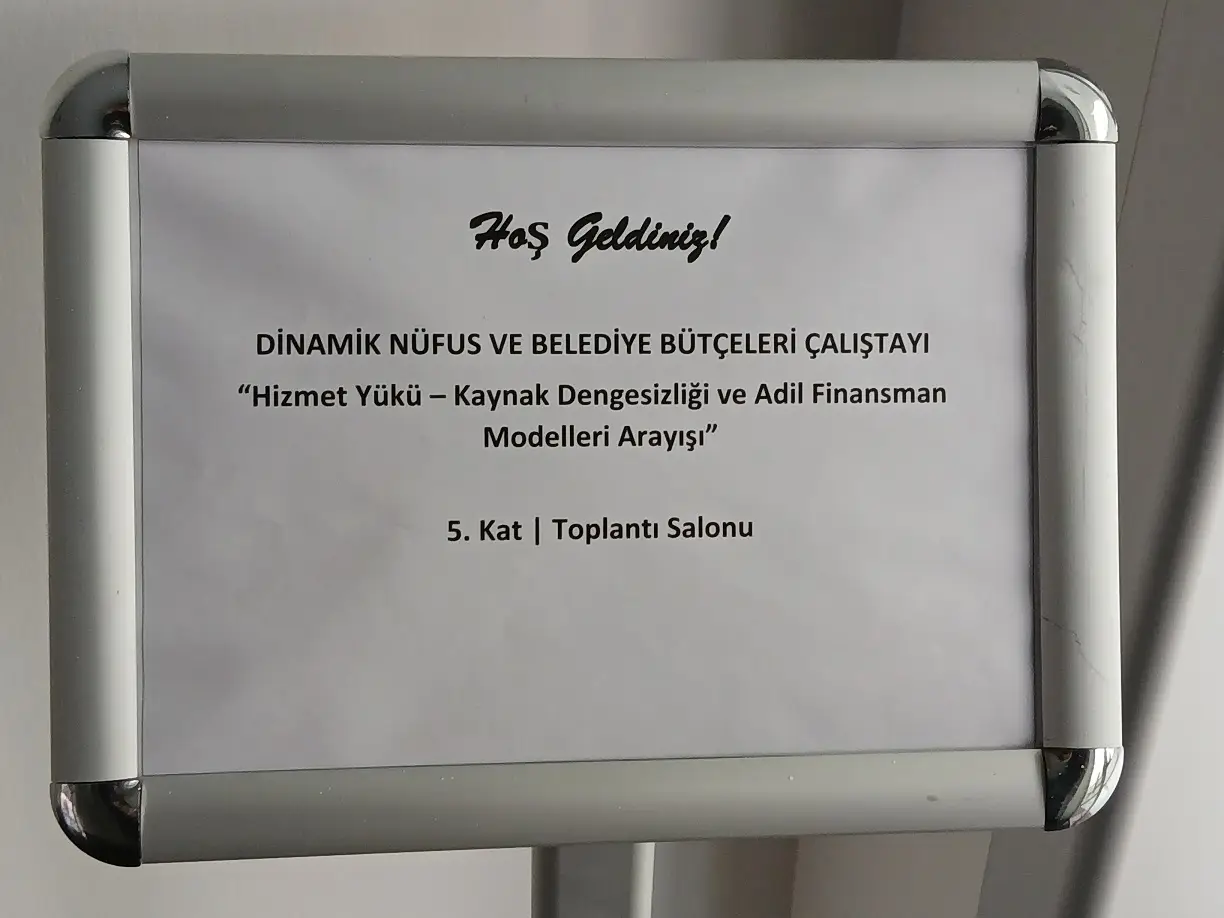 Hoş Geldiniz!
DİNAMİK NÜFUS VE BELEDİYE BÜTÇELERİ ÇALIŞTAYI
“Hizmet Yükü – Kaynak Dengesizliği ve Adil Finansman
Modelleri Arayışı”
5. Kat | Toplantı Salonu